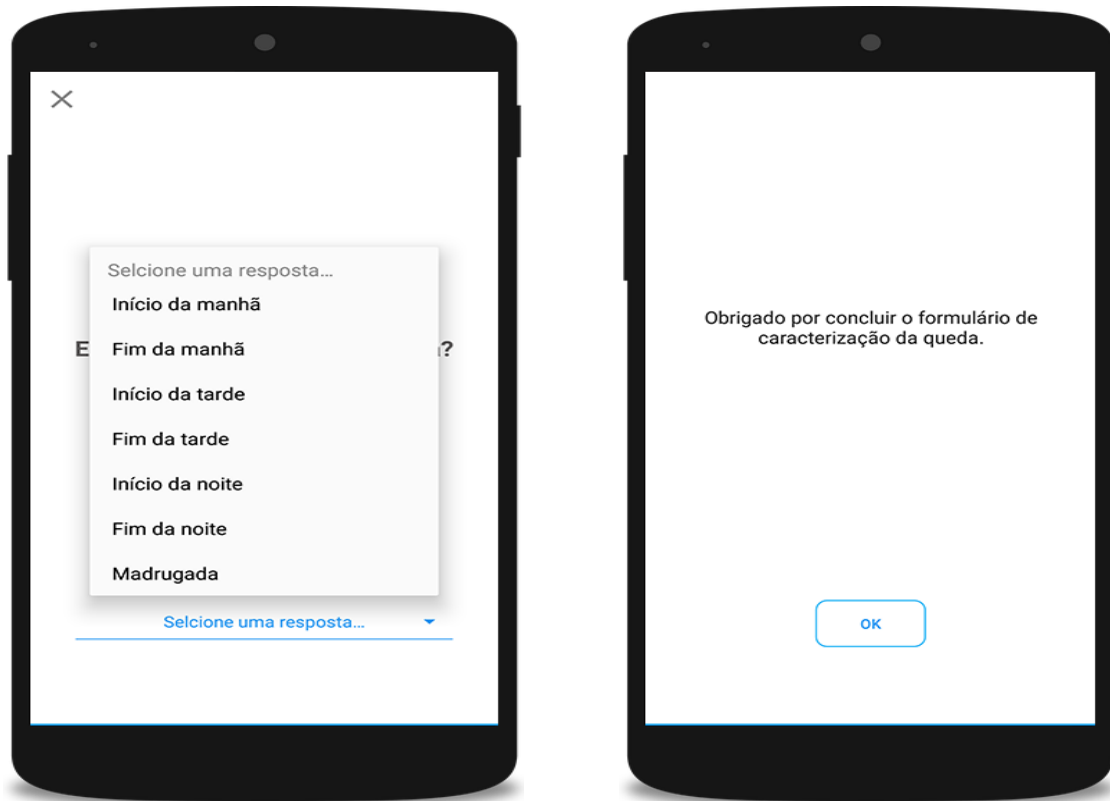 Selcione uma resposta...
Início da manhã
E
?
Fim da manhã
Início da tarde
Fim da tarde
Início da noite
Fim da noite
Madrugada
Selcione uma resposta...
Obrigado por concluir o formulário de
caracterização da queda.
OK